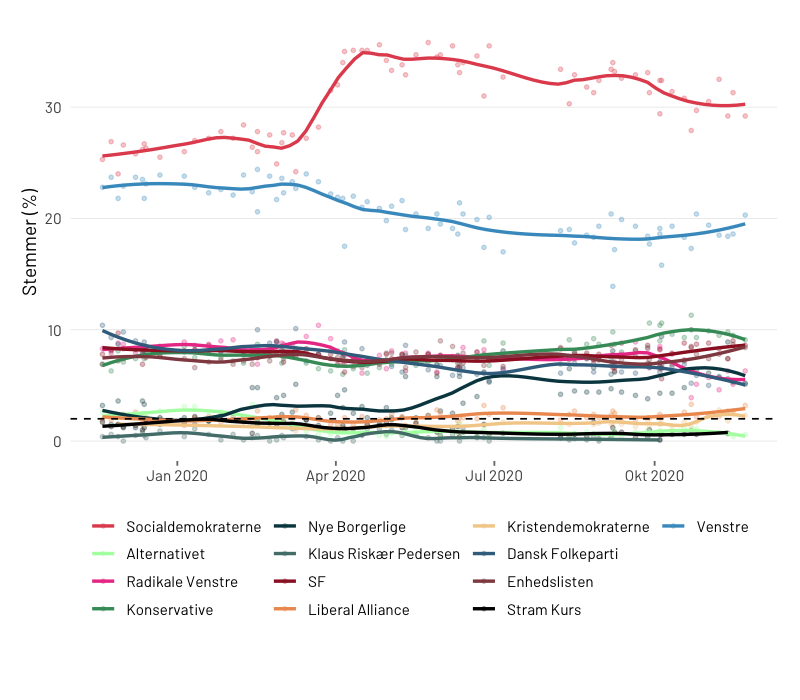 Stemmer (%)
30
20
10
0
Jan 2020 Apr 2020 Jul 2020 Okt 2020
Socialdemokraterne Nye Borgerlige Kristendemokraterne Venstre
Alternativet Klaus Riskær Pedersen Dansk Folkeparti
Radikale Venstre SF Enhedslisten
Konservative Liberal Alliance Stram Kurs